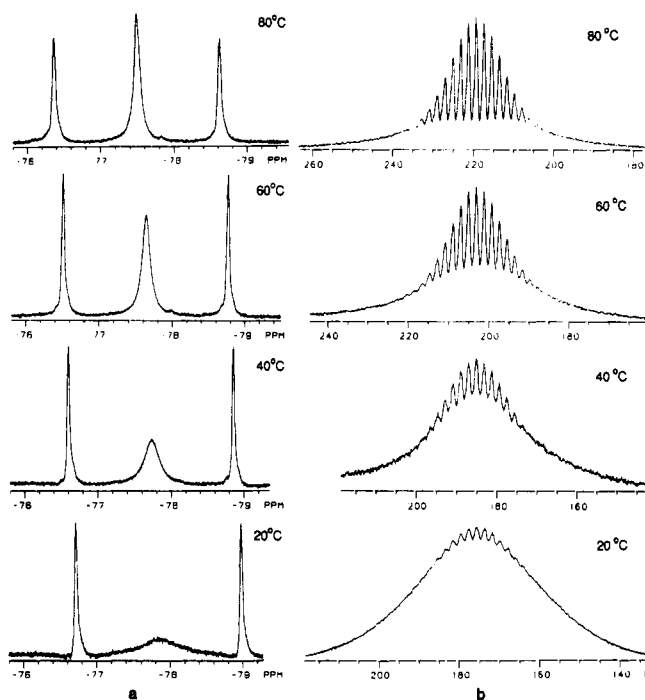 80°C
-76 -77 -78 -79 PPM
80 °C
260 240 220 200 180
60°C
-76 -77 -78 -79 PPM
60 °C
240 220 200 180
40°C
-76 -77 -78 -79 PPM
40 °C
200 180 160
20°C
-76 -77 -78 -79 PPM
20 °C
200 180 160 140
a b